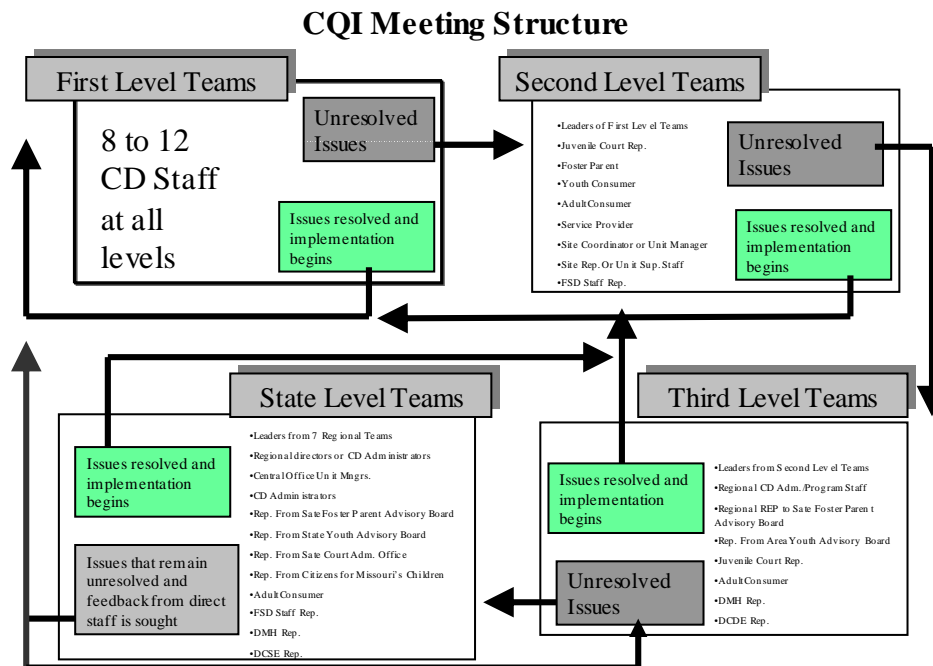 CQI Meeting Structure
First Level Teams
8 to 12
CD Staff
at all
levels
Unresolved
Issues
Issues resolved and
implementation
begins
Second Level Teams
•Leaders of First Level Teams
•Juvenile Court Rep.
•Foster Parent
•Youth Consumer
•Adult Consumer
•Service Provider
•Site Coordinator or Unit Manager
•Site Rep. Or Unit Sup. Staff
•FSD Staff Rep.
Unresolved
Issues
Issues resolved and
implementation
begins
State Level Teams
Issues resolved and
implementation
begins
Issues that remain
unresolved and
feedback from direct
staff is sought
•Leaders from 7 Regional Teams
•Regional directors or CD Administrators
•Central Office Unit Mngrs.
•CD Administrators
•Rep. From Sate Foster Parent Advisory Board
•Rep. From State Youth Advisory Board
•Rep. From Sate Court Adm. Office
•Rep. From Citizens for Missouri's Children
•Adult Consumer
•FSD Staff Rep.
•DMH Rep.
•DCSE Rep.
Third Level Teams
Issues resolved and
implementation
begins
Unresolved
Issues
•Leaders from Second Level Teams
•Regional CD Adm./Program Staff
•Regional REP to Sate Foster Parent
Advisory Board
•Rep. From Area Youth Advisory Board
•Juvenile Court Rep.
•Adult Consumer
•DMH Rep.
•DCDE Rep.